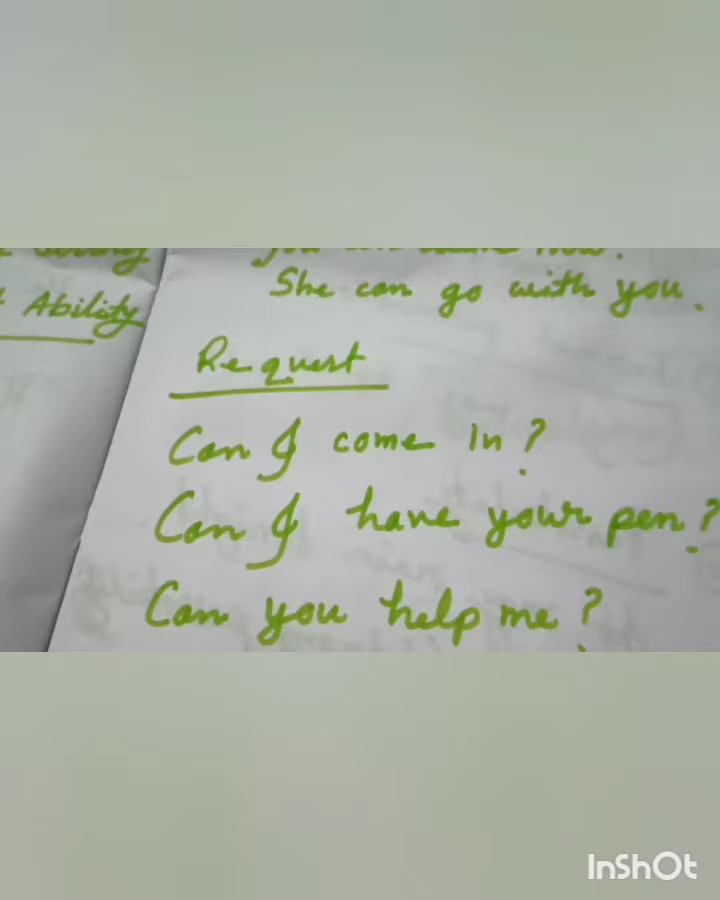 Ability
She can go with you.
Request
Can I come in?
Can I have your pen?
Can you help me?
InShOt